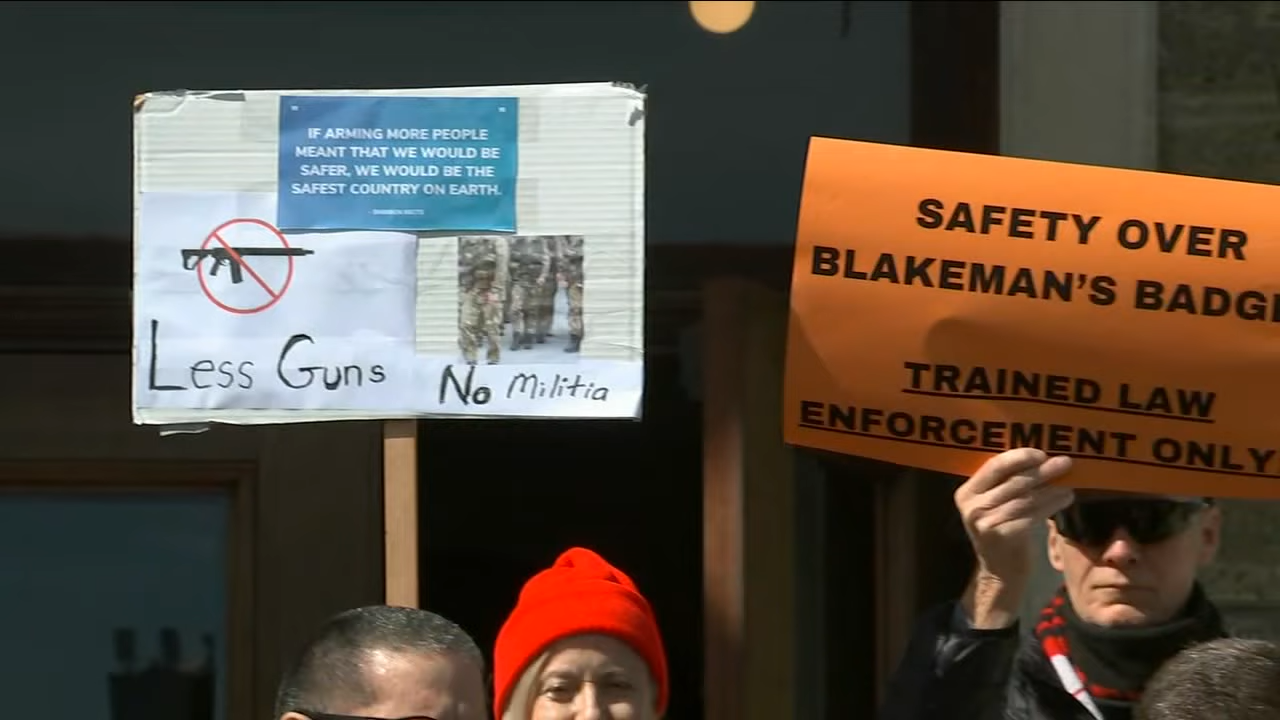 IF ARMING MORE PEOPLE
MEANT THAT WE WOULD BE
SAFER, WE WOULD BE THE
SAFEST COUNTRY ON EARTH.
Less Guns
No Militia
SAFETY OVER
BLAKEMAN'S BADGE
TRAINED LAW
ENFORCEMENT ONLY